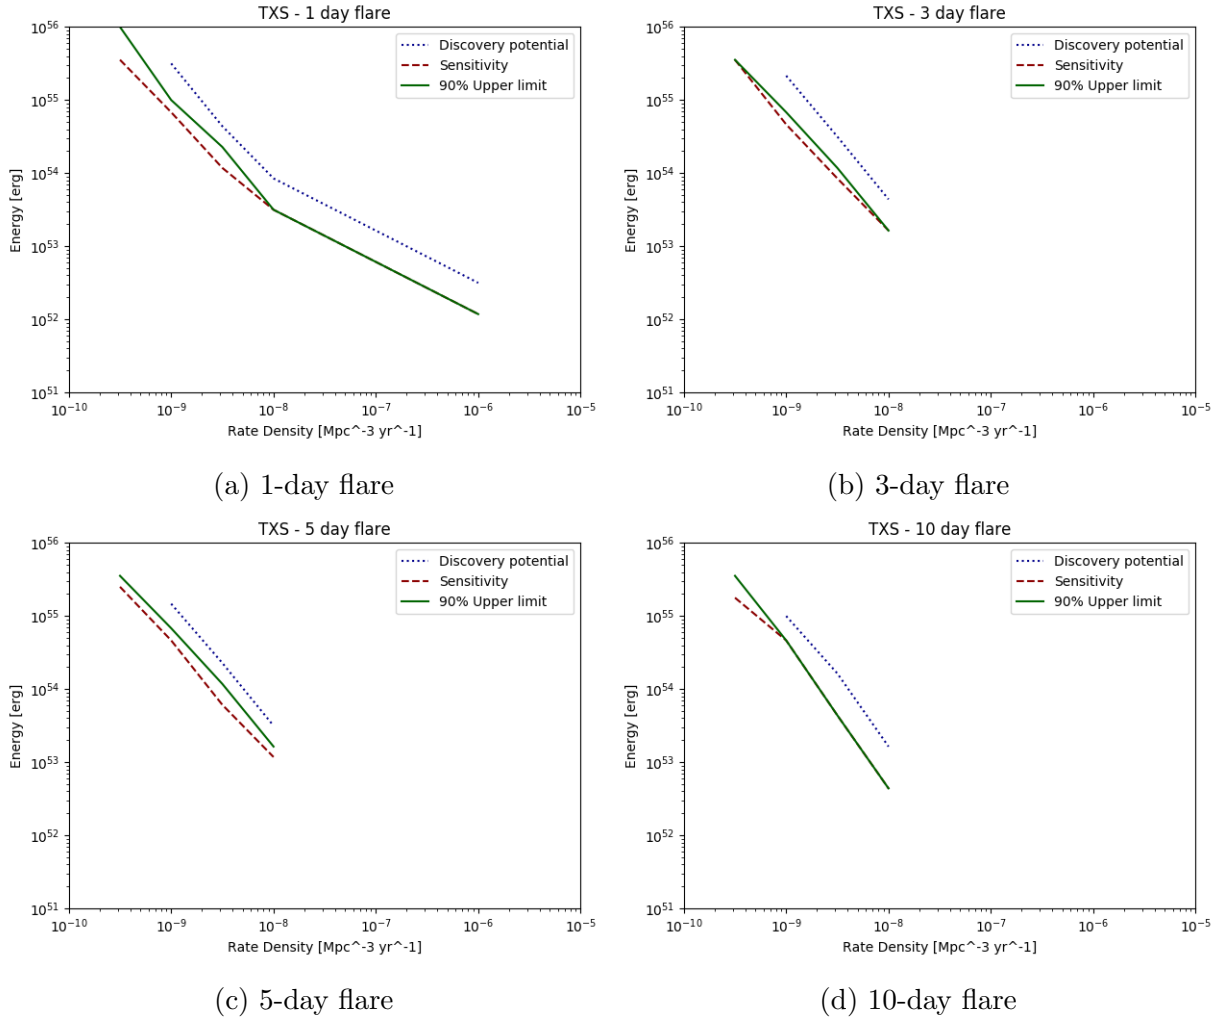 TXS - 1 day flare
10^56
10^55
10^54
10^53
10^52
10^51
Energy [erg]
Discovery potential
Sensitivity
90% Upper limit
10^-10
10^-9
10^-8
10^-7
10^-6
10^-5
Rate Density [Mpc^-3 yr^-1]
(a) 1-day flare
TXS - 3 day flare
10^56
10^55
10^54
10^53
10^52
10^51
Energy [erg]
Discovery potential
Sensitivity
90% Upper limit
10^-10
10^-9
10^-8
10^-7
10^-6
10^-5
Rate Density [Mpc^-3 yr^-1]
(b) 3-day flare
TXS - 5 day flare
10^56
10^55
10^54
10^53
10^52
10^51
Energy [erg]
Discovery potential
Sensitivity
90% Upper limit
10^-10
10^-9
10^-8
10^-7
10^-6
10^-5
Rate Density [Mpc^-3 yr^-1]
(c) 5-day flare
TXS - 10 day flare
10^56
10^55
10^54
10^53
10^52
10^51
Energy [erg]
Discovery potential
Sensitivity
90% Upper limit
10^-10
10^-9
10^-8
10^-7
10^-6
10^-5
Rate Density [Mpc^-3 yr^-1]
(d) 10-day flare